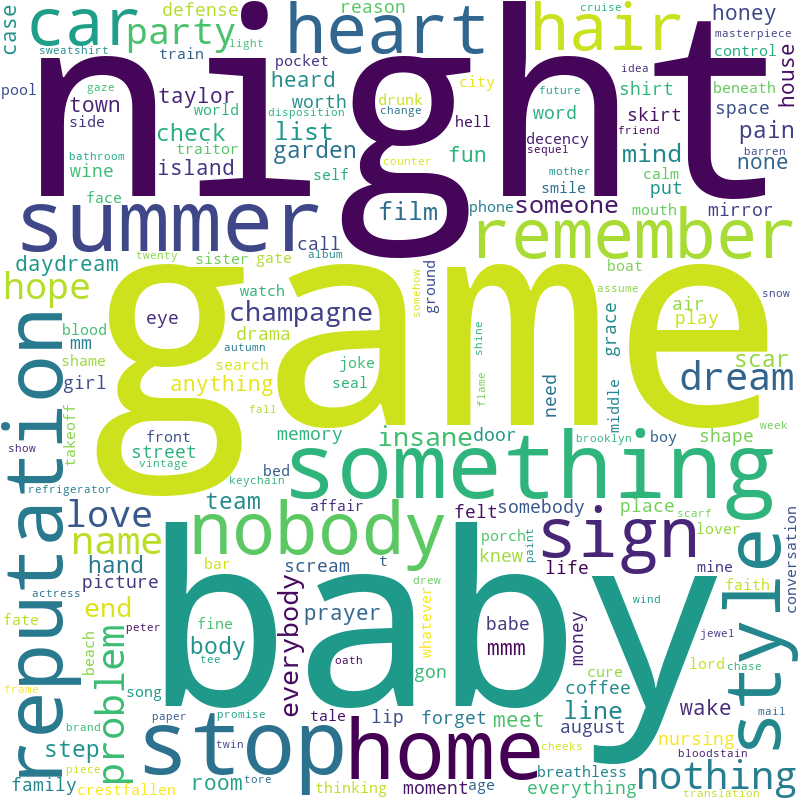 case
defense
reason
cruise
honey
sweatshirt
light
masterpiece
car
party
heart
hair
control
train
pocket
idea
house
night
pool
town
taylor
heard
city
shirt
beneath
side
world
worth
drunk
future
word
skirt
space
disposition
change
hell
check
list
friend
pain
traitor
decency
sequel
barren
bathroom
island
garden
counter
fun
mind
none
wine
self
mother
calm
gaze
face
smile
put
summer
film
phone
someone
mouth
mirror
call
album
remember
daydream
twenty
sister
gate
boat
hope
watch
somehow
ground
assume
snow
game
eye
champagne
air
play
blood
drama
shine
grace
mm
autumn
joke
scar
shame
search
girl
anything
seal
flame
need
middle
dream
fall
reputation
takeoff
show
front
memory
insane
door
brooklyn
boy
shape
week
street
vintage
something
refrigerator
keychain
bed
love
team
affair
felt
somebody
place
scarf
name
nobody
sign
lover
conversation
hand
scream
t
porch
knew
paint
life
mine
style
picture
bar
actress
end
everybody
baby
drew
babe
wind
faith
fate
peter
fine
prayer
whatever
money
jewel
problem
beach
body
tee
oath
gon
mmm
lord
chase
cure
frame
song
coffee
brand
paper
promise
tale
lip
forget
meet
line
wake
mail
step
stop
home
august
nursing
twin
cheeks
bloodstain
family
piece
room
breathless
nothing
crestfallen
tore
thinking
moment
age
everything
translation